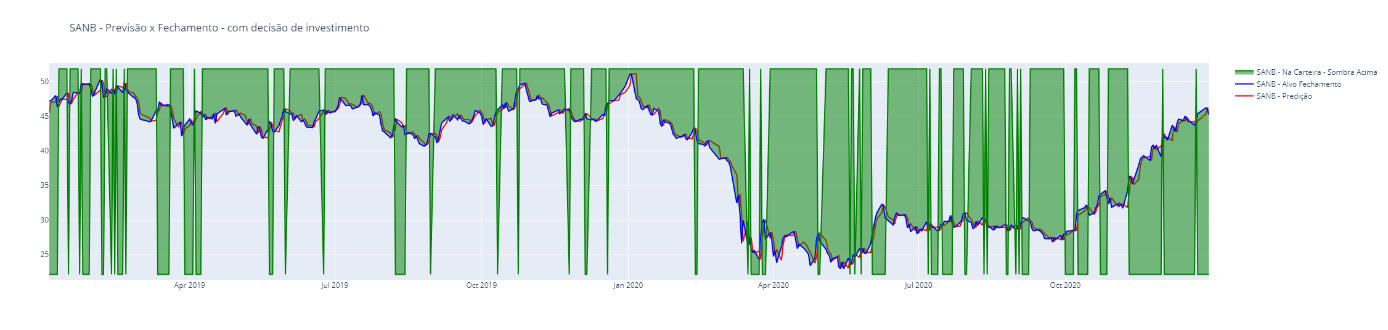 SANB - Previsão x Fechamento - com decisão de investimento
SANB - Na Carteira - Sombra Acima
SANB - Alvo Fechamento
SANB - Predição
50
45
40
35
30
25
Apr 2019
Jul 2019
Oct 2019
Jan 2020
Apr 2020
Jul 2020
Oct 2020